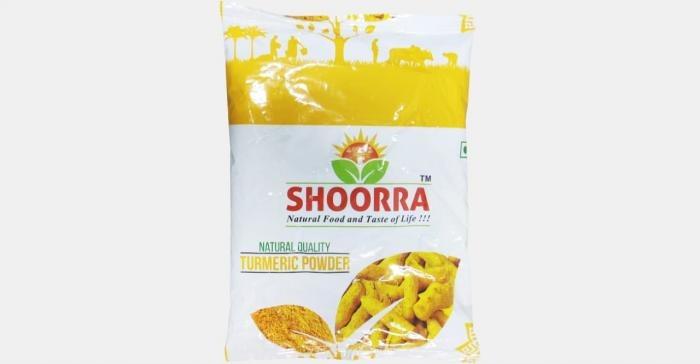 TM
SHOORRA
Natural Food and Taste of Life !!!
NATURAL QUALITY
TURMERIC POWDER